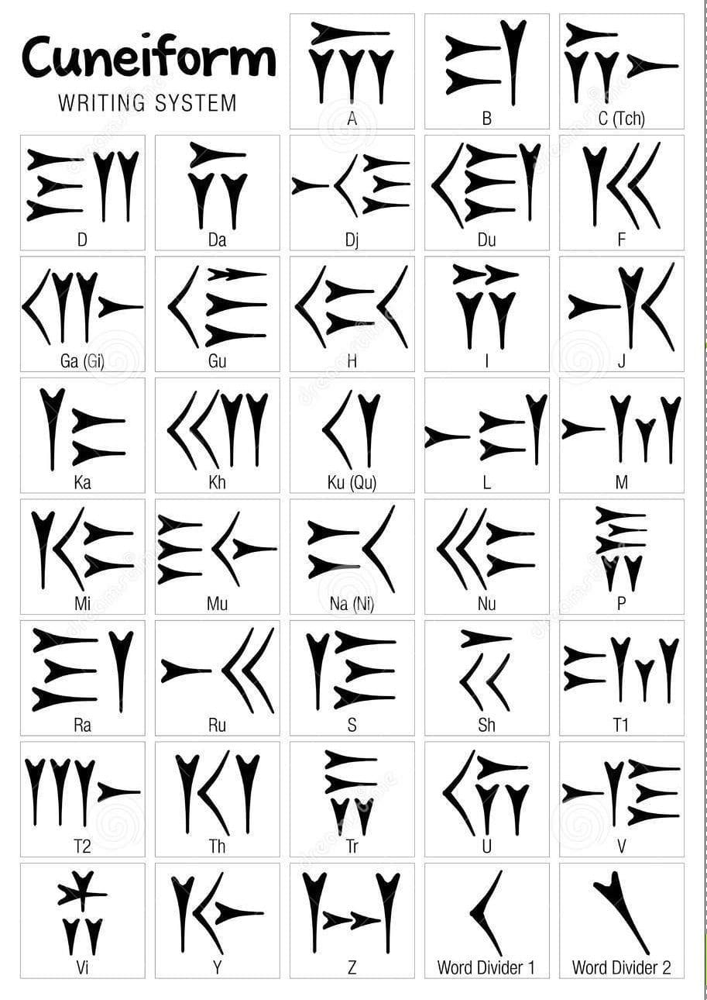 Cuneiform
WRITING SYSTEM
𐎠 𐎲 𐎨
A B C (Tch)
𐎮 𐎭 𐎩 𐎯 𐎳
D Da Dj Du F
𐎥 𐎦 𐏃 𐎡 𐎪
Ga (Gi) Gu H I J
𐎣 𐎧 𐎤 𐎾 𐎶
Ka Kh Ku (Qu) L M
𐎷 𐎸 𐎴 𐎵 𐎱
Mi Mu Na (Ni) Nu P
𐎼 𐎽 𐎿 𐏁 𐎫
Ra Ru S Sh T1
𐎬 𐎰 𐏂 𐎢 𐎺
T2 Th Tr U V
𐎻 𐎹 𐏀 𐏐
Vi Y Z Word Divider 1 Word Divider 2